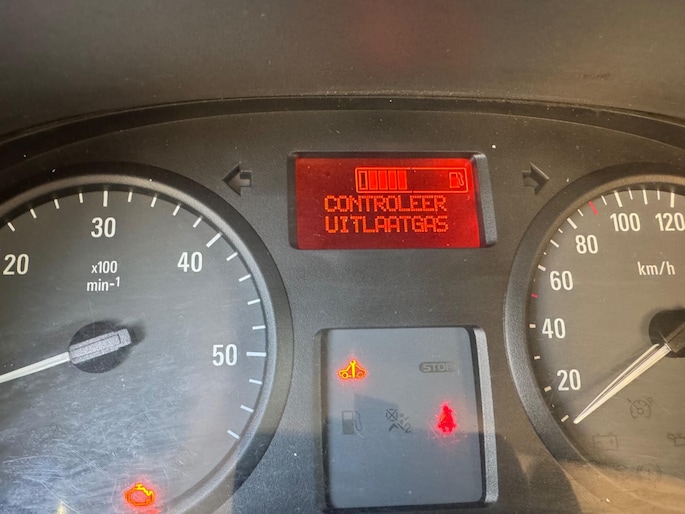 CONTROLEER
UITLAATGAS
20
30
40
50
x100
min-1
20
40
60
80
100
120
km/h
STOP